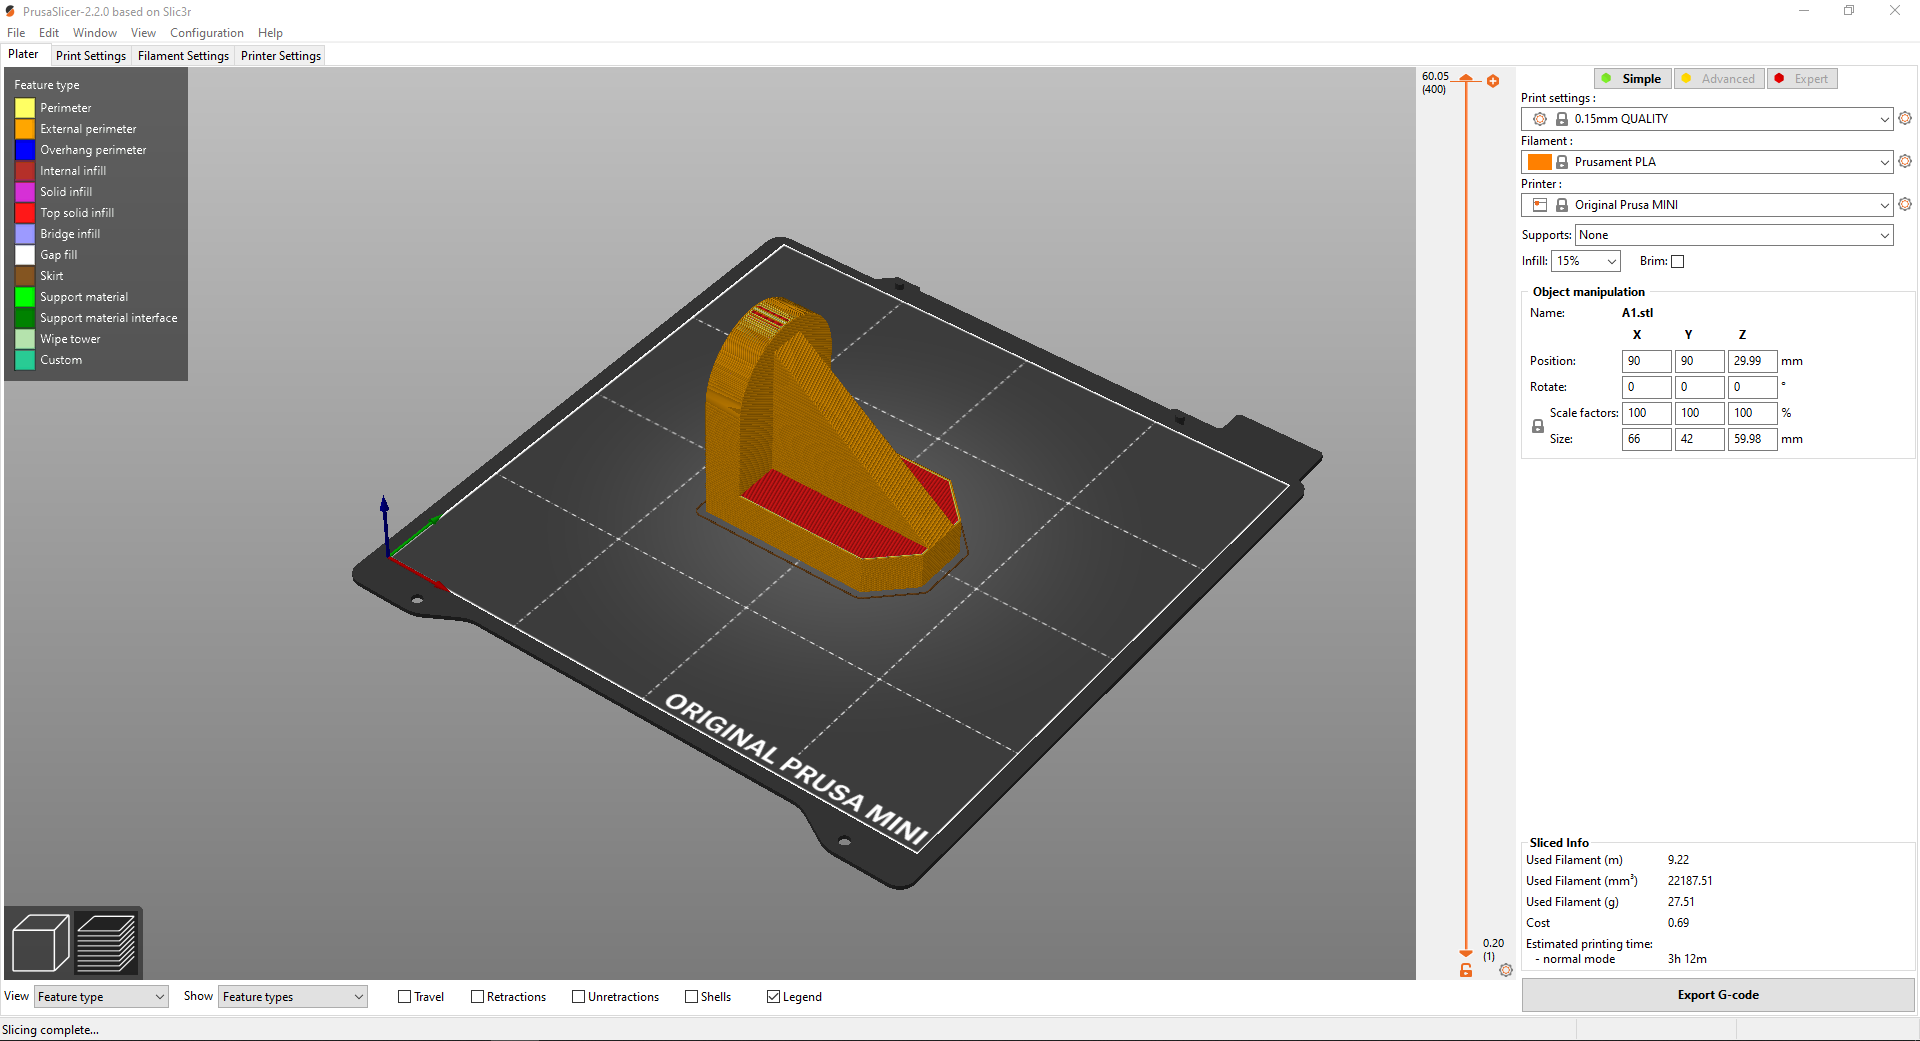 PrusaSlicer-2.2.0 based on Slic3r
File Edit Window View Configuration Help
Plater Print Settings Filament Settings Printer Settings
Feature type
Perimeter
External perimeter
Overhang perimeter
Internal infill
Solid infill
Top solid infill
Bridge infill
Gap fill
Skirt
Support material
Support material interface
Wipe tower
Custom
ORIGINAL PRUSA MINI
60.05
(400)
0.20
(1)
Simple Advanced Expert
Print settings :
0.15mm QUALITY
Filament :
Prusament PLA
Printer :
Original Prusa MINI
Supports: None
Infill: 15% Brim:
Object manipulation
Name: A1.stl
X Y Z
Position: 90 90 29.99 mm
Rotate: 0 0 0 °
Scale factors: 100 100 100 %
Size: 66 42 59.98 mm
Sliced Info
Used Filament (m) 9.22
Used Filament (mm³) 22187.51
Used Filament (g) 27.51
Cost 0.69
Estimated printing time:
- normal mode 3h 12m
Export G-code
View Feature type Show Feature types Travel Retractions Unretractions Shells Legend
Slicing complete...